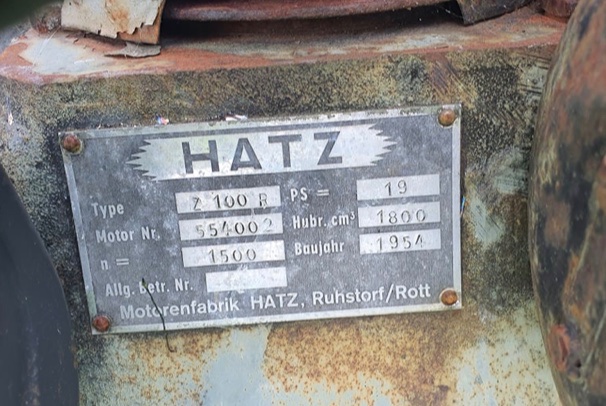 HATZ
Type Z 100 R PS = 19
Motor Nr. 554002 Hubr. cm³ 1800
n = 1500 Baujahr 1954
Allg. Betr. Nr.
Motorenfabrik HATZ, Ruhstorf/Rott